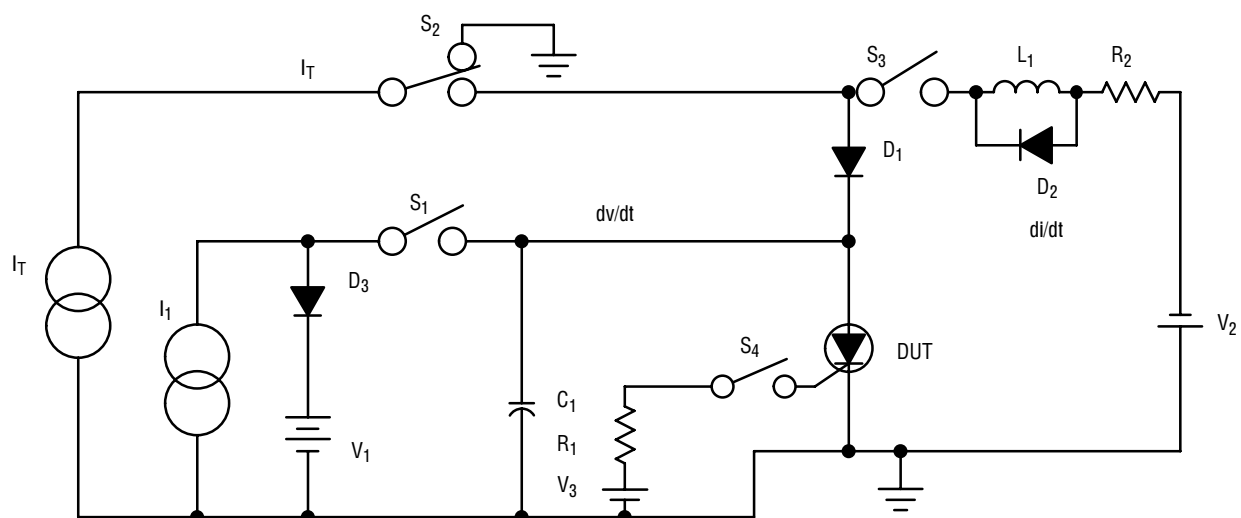 S2
IT
S3
L1
R2
D1
D2
di/dt
S1
dv/dt
IT
I1
D3
V2
S4
DUT
C1
R1
V1
V3